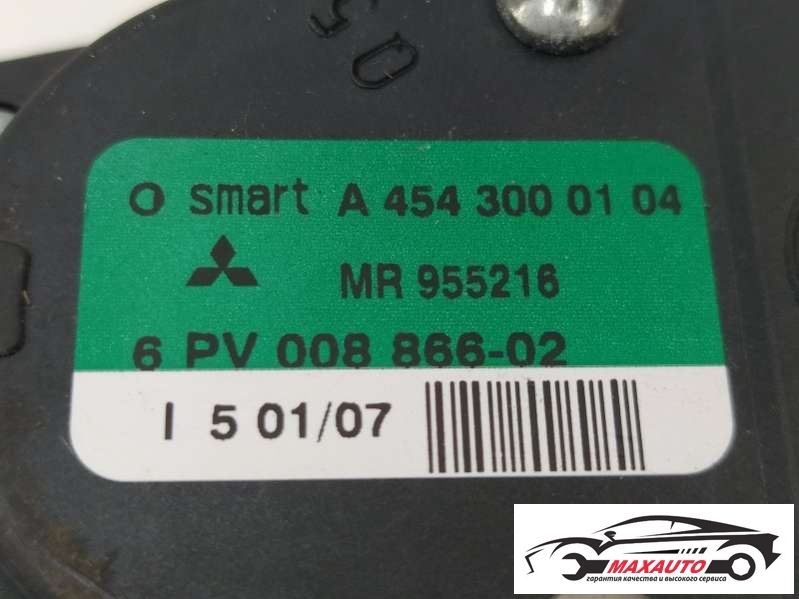 05D
smart A 454 300 01 04
MR 955216
6 PV 008 866-02
I 5 01/07
MAXAUTO
гарантия качества и высокого сервиса